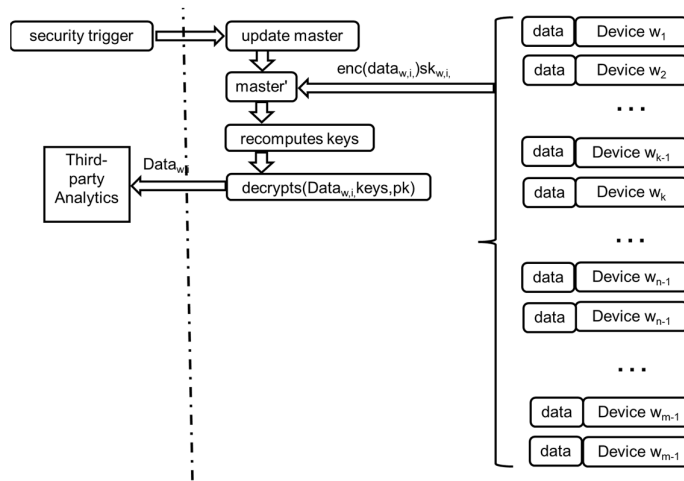 security trigger
update master
master'
enc(data_w,i,)sk_w,i,
recomputes keys
decrypts(Data_w,i,keys,pk)
Data_w
Third-
party
Analytics
data Device w_1
data Device w_2
...
data Device w_k-1
data Device w_k
...
data Device w_n-1
data Device w_n-1
...
data Device w_m-1
data Device w_m-1